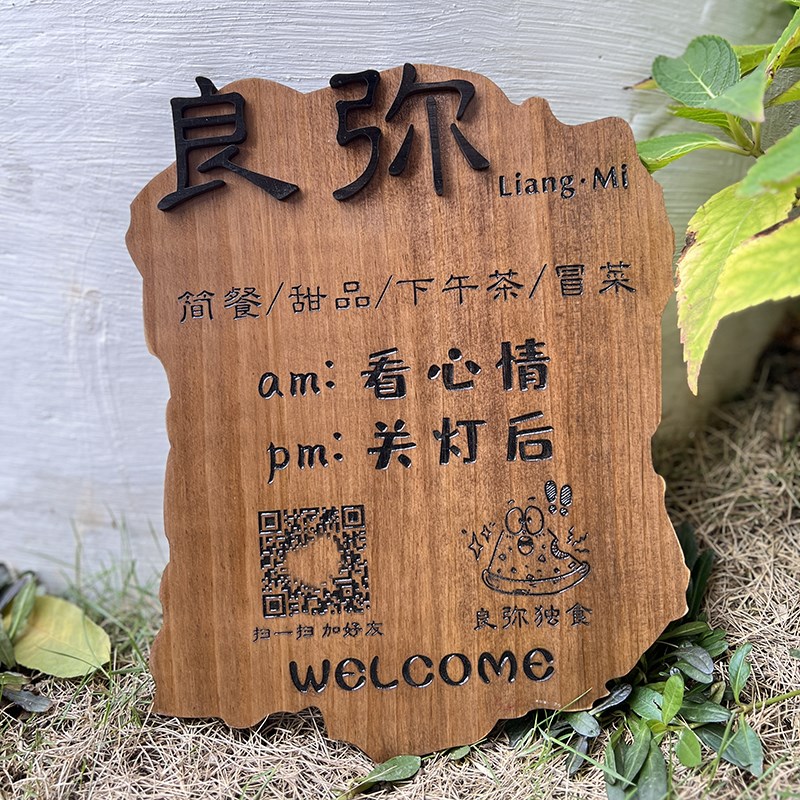 良弥 Liang·Mi
简餐/甜品/下午茶/冒菜
am: 看心情
pm: 关灯后
!!
扫一扫 加好友
良弥独食
WELCOME